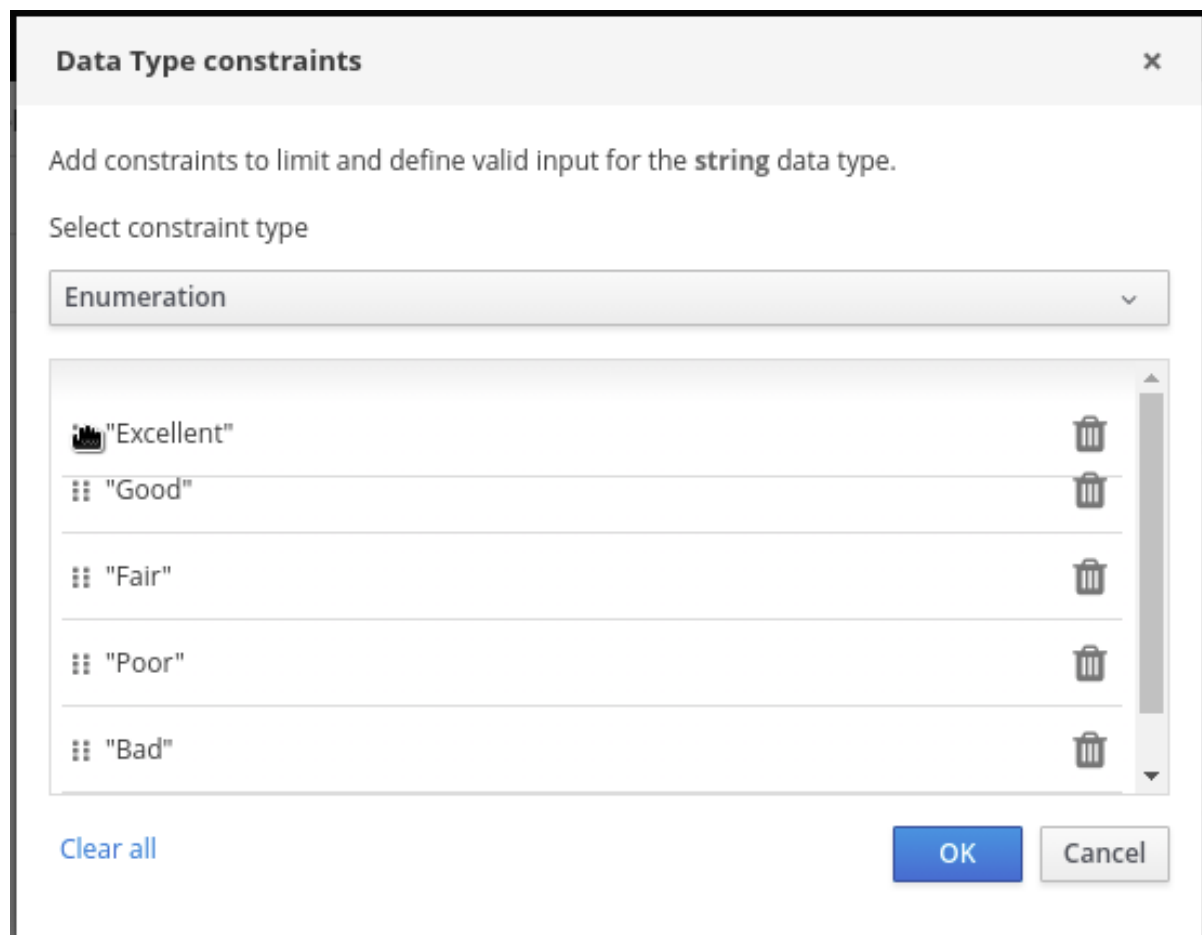 Data Type constraints
Add constraints to limit and define valid input for the string data type.
Select constraint type
Enumeration
"Excellent"
"Good"
"Fair"
"Poor"
"Bad"
Clear all
OK
Cancel